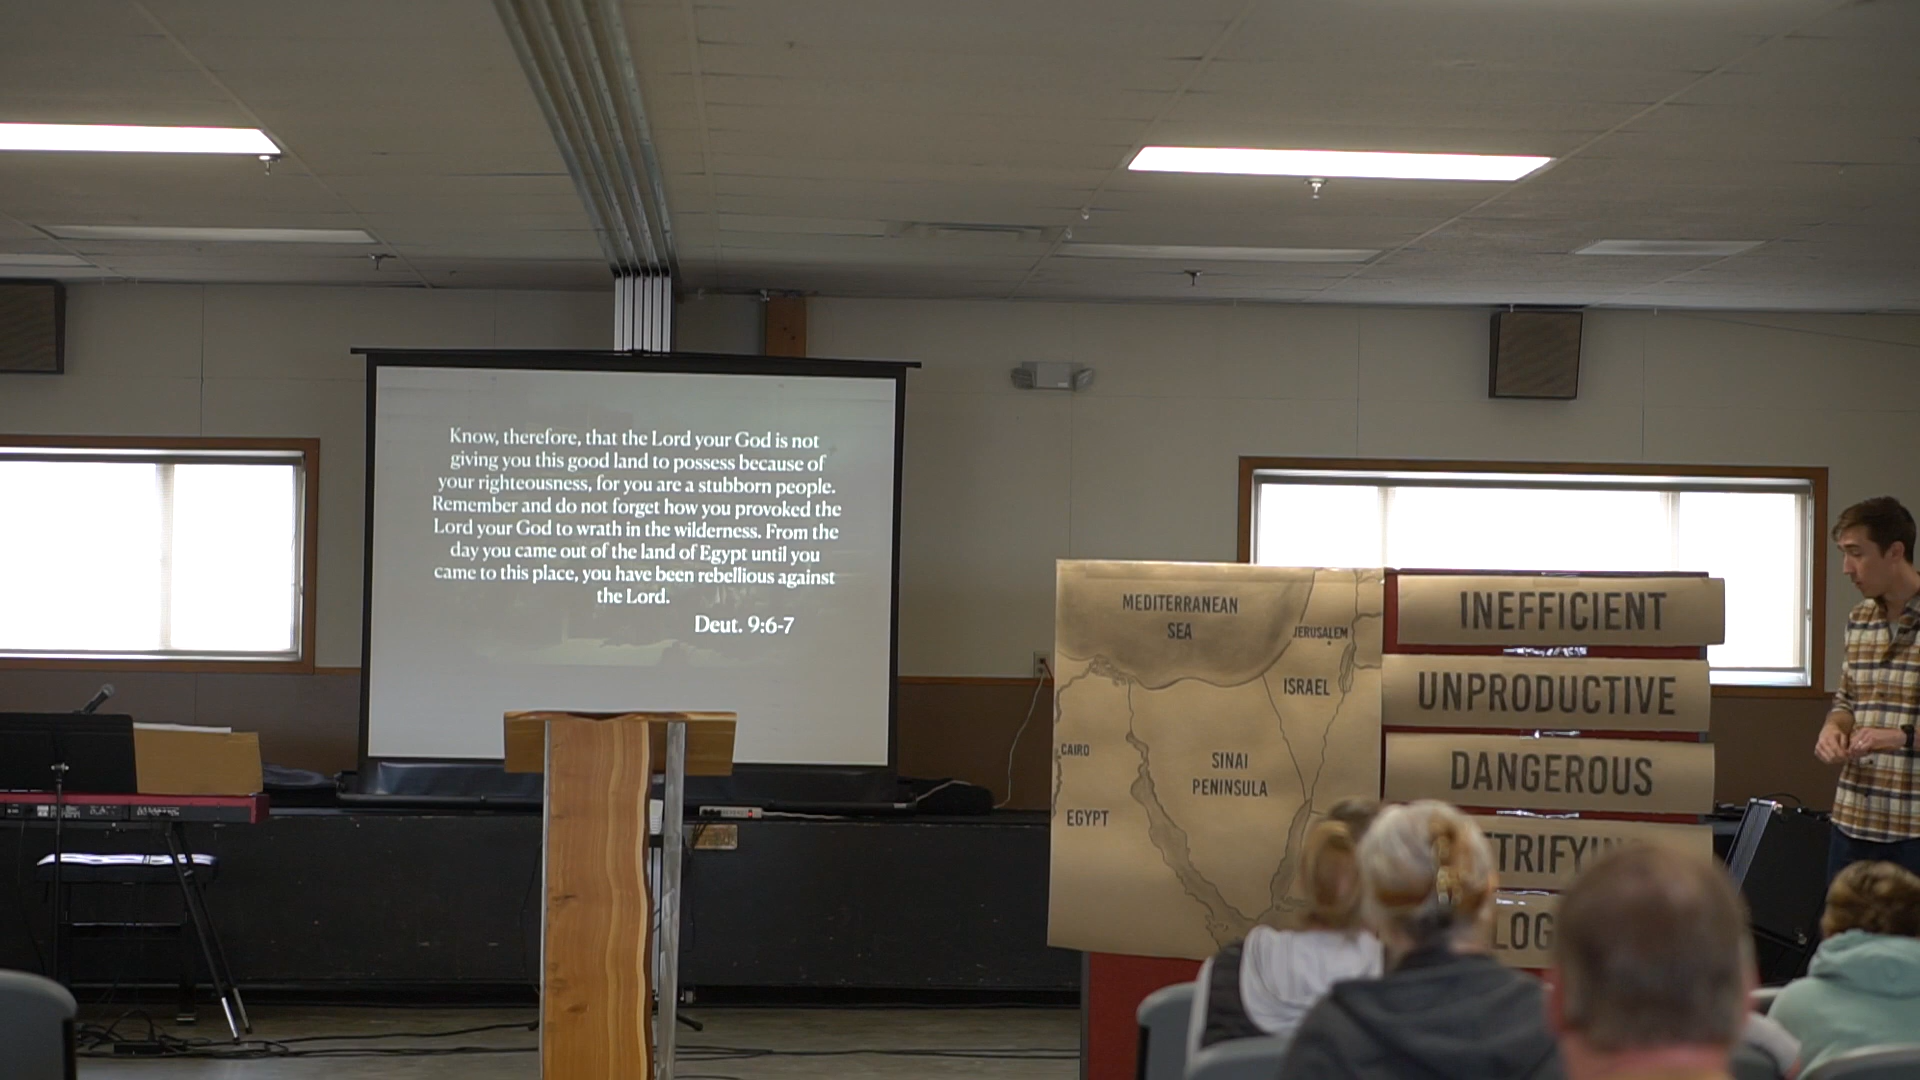 Know, therefore, that the Lord your God is not
giving you this good land to possess because of
your righteousness, for you are a stubborn people.
Remember and do not forget how you provoked the
Lord your God to wrath in the wilderness. From the
day you came out of the land of Egypt until you
came to this place, you have been rebellious against
the Lord.
Deut. 9:6-7
MEDITERRANEAN
SEA
JERUSALEM
ISRAEL
CAIRO
SINAI
PENINSULA
EGYPT
INEFFICIENT
UNPRODUCTIVE
DANGEROUS